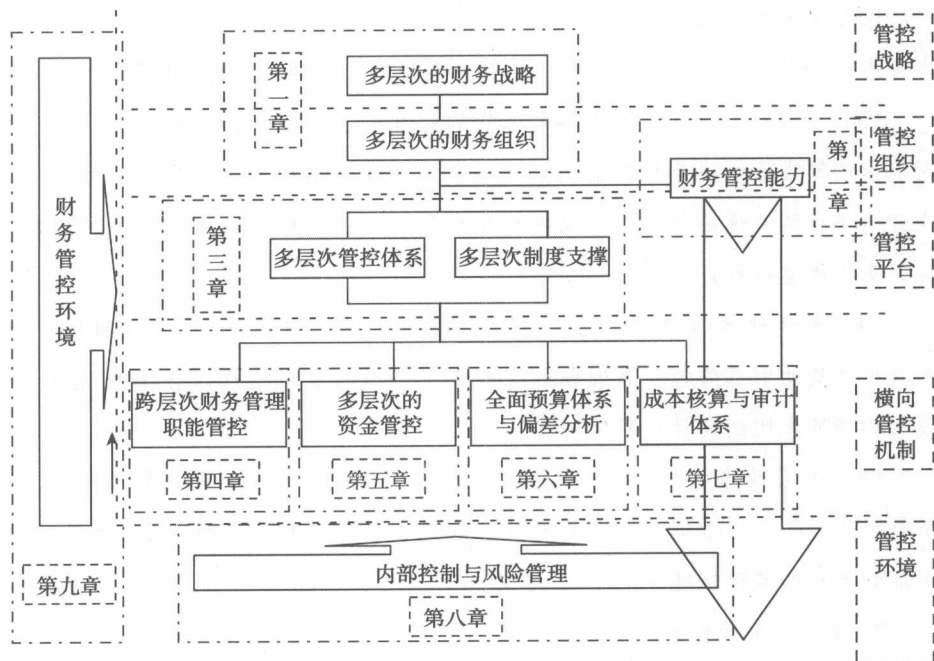 管控
战略
第
一
章
多层次的财务战略
多层次的财务组织
管控
组织
第
二
章
财务管控能力
财
务
管
控
环
境
第
三
章
多层次管控体系
多层次制度支撑
管控
平台
跨层次财务管理
职能管控
第四章
多层次的
资金管控
第五章
全面预算体系
与偏差分析
第六章
成本核算与审计
体系
第七章
横向
管控
机制
管控
环境
内部控制与风险管理
第八章
第九章